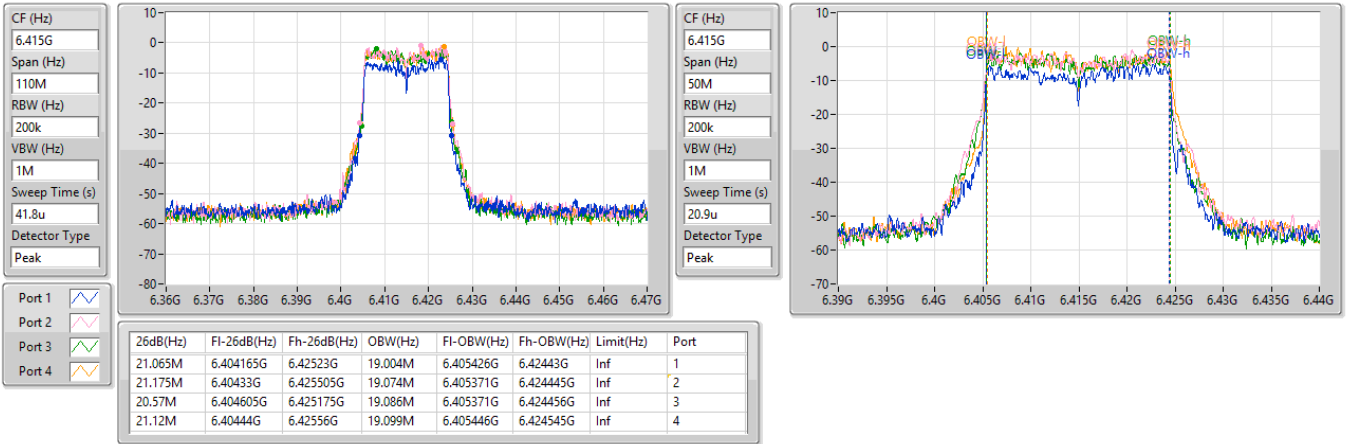 CF (Hz)
6.415G
Span (Hz)
110M
RBW (Hz)
200k
VBW (Hz)
1M
Sweep Time (s)
41.8u
Detector Type
Peak
10
0
-10
-20
-30
-40
-50
-60
-70
-80
6.36G 6.37G 6.38G 6.39G 6.4G 6.41G 6.42G 6.43G 6.44G 6.45G 6.46G 6.47G
CF (Hz)
6.415G
Span (Hz)
50M
RBW (Hz)
200k
VBW (Hz)
1M
Sweep Time (s)
20.9u
Detector Type
Peak
10
0
-10
-20
-30
-40
-50
-60
-70
OBW-l OBW-h
OBW-l OBW-h
6.39G 6.395G 6.4G 6.405G 6.41G 6.415G 6.42G 6.425G 6.43G 6.435G 6.44G
Port 1
Port 2
Port 3
Port 4
26dB(Hz) Fl-26dB(Hz) Fh-26dB(Hz) OBW(Hz) Fl-OBW(Hz) Fh-OBW(Hz) Limit(Hz) Port
21.065M 6.404165G 6.42523G 19.004M 6.405426G 6.42443G Inf 1
21.175M 6.40433G 6.425505G 19.074M 6.405371G 6.424445G Inf 2
20.57M 6.404605G 6.425175G 19.086M 6.405371G 6.424456G Inf 3
21.12M 6.40444G 6.42556G 19.099M 6.405446G 6.424545G Inf 4